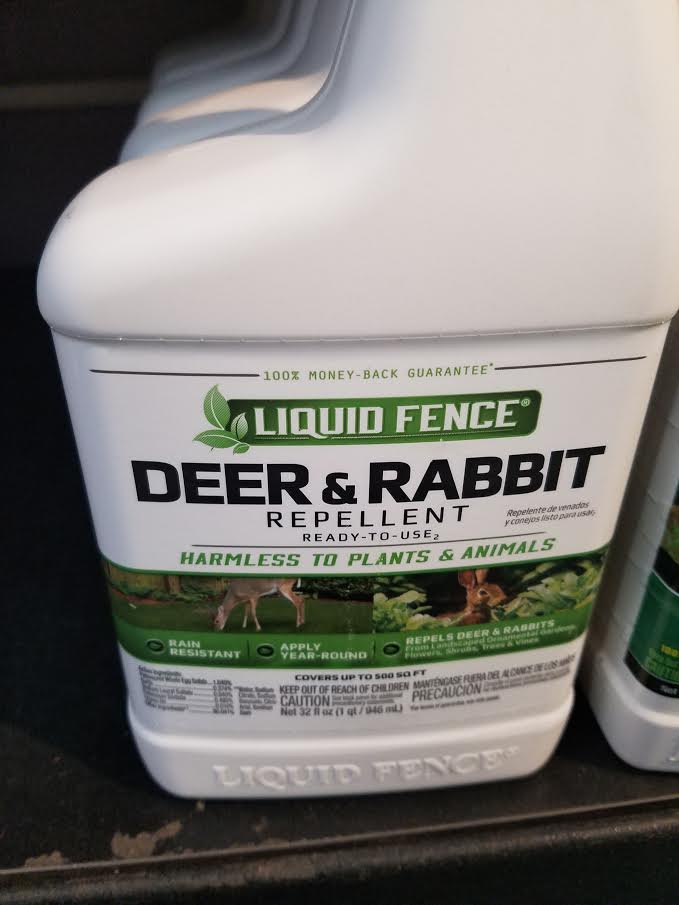 100% MONEY-BACK GUARANTEE*
LIQUID FENCE®
DEER & RABBIT
REPELLENT
READY-TO-USE2
Repelente de venados
y conejos listo para usar2
HARMLESS TO PLANTS & ANIMALS
RAIN
RESISTANT
APPLY
YEAR-ROUND
REPELS DEER & RABBITS
From Landscaped Ornamental Gardens,
Flowers, Shrubs, Trees & Vines
COVERS UP TO 500 SQ FT
KEEP OUT OF REACH OF CHILDREN
CAUTION
Net 32 fl oz (1 qt / 946 mL)
MANTÉNGASE FUERA DEL ALCANCE DE LOS NIÑOS
PRECAUCIÓN
LIQUID FENCE®